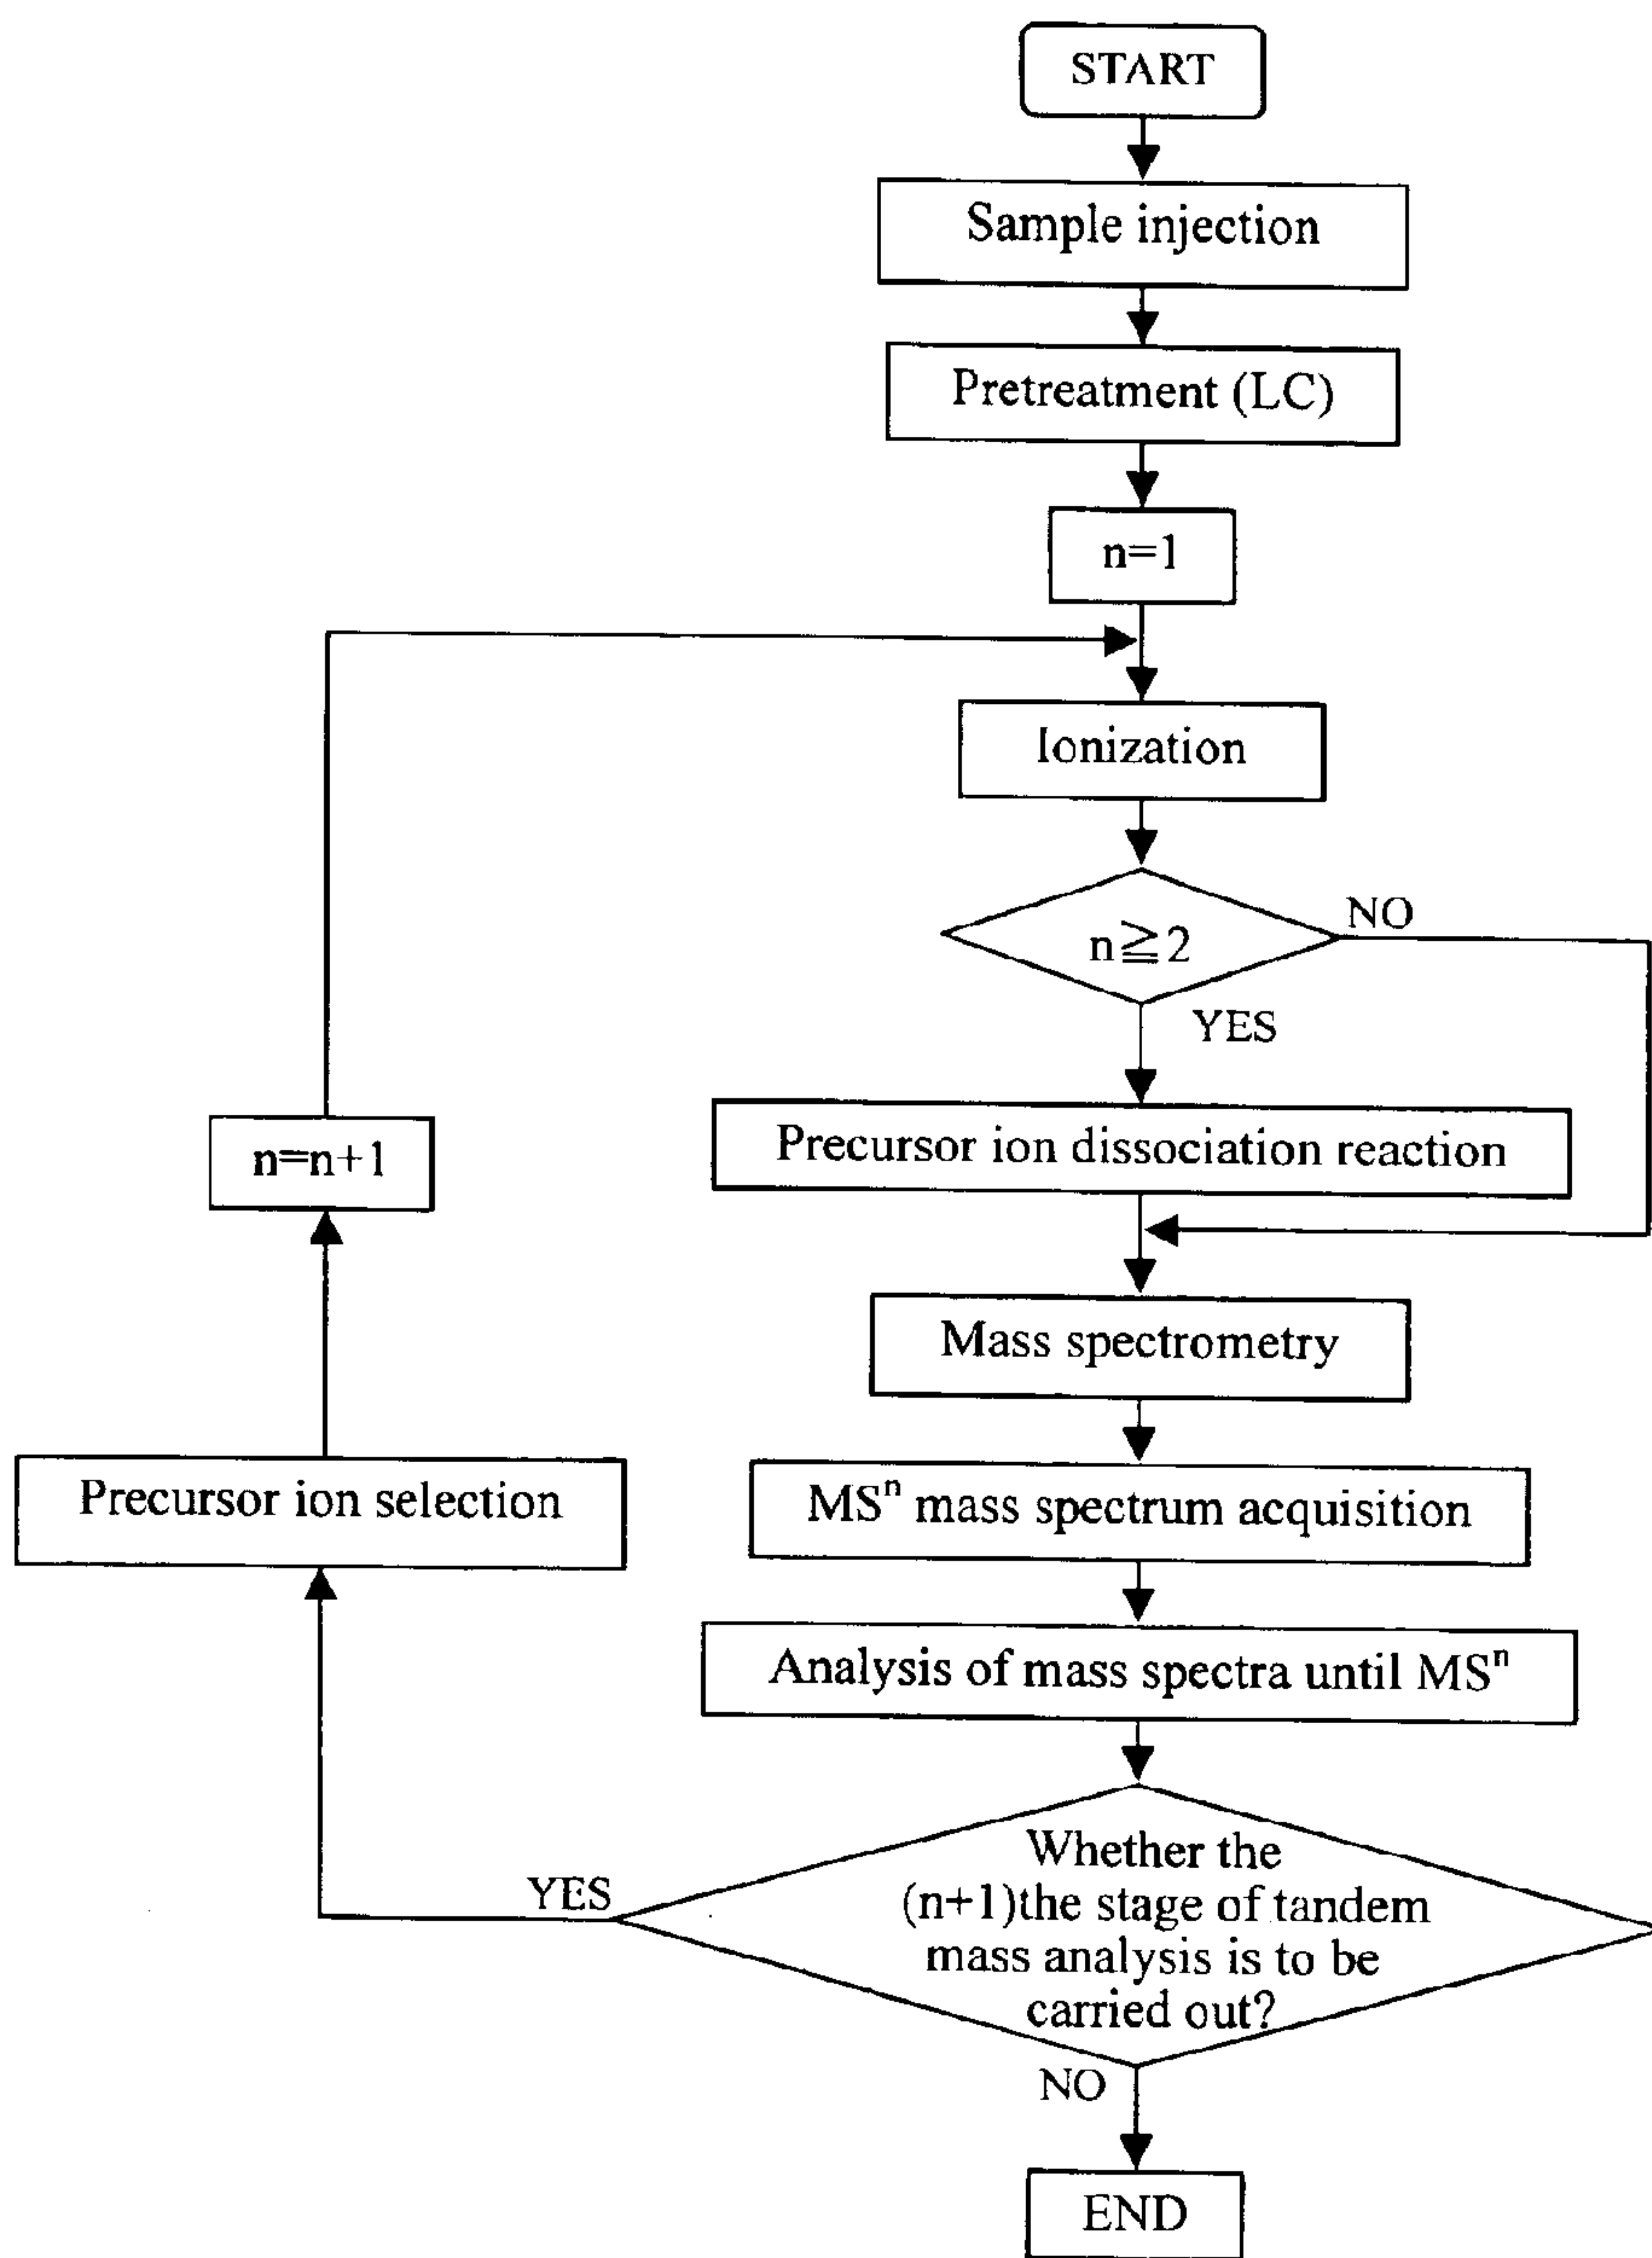 START
Sample injection
Pretreatment (LC)
n=1
Ionization
n≧2
NO
YES
Precursor ion dissociation reaction
n=n+1
Mass spectrometry
Precursor ion selection
MSⁿ mass spectrum acquisition
Analysis of mass spectra until MSⁿ
Whether the
(n+1)the stage of tandem
mass analysis is to be
carried out?
YES
NO
END